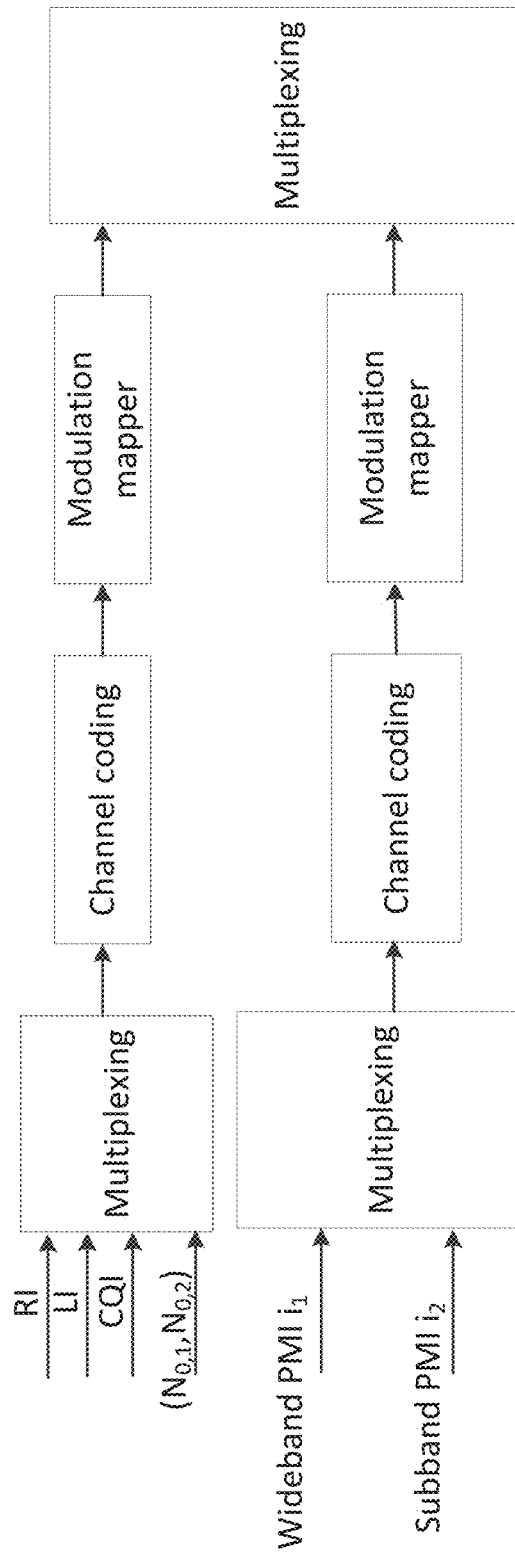 RI
LI
CQI
(N0,1,N0,2)
Multiplexing
Channel coding
Modulation
mapper
Multiplexing
Wideband PMI i1
Subband PMI i2
Multiplexing
Channel coding
Modulation
mapper